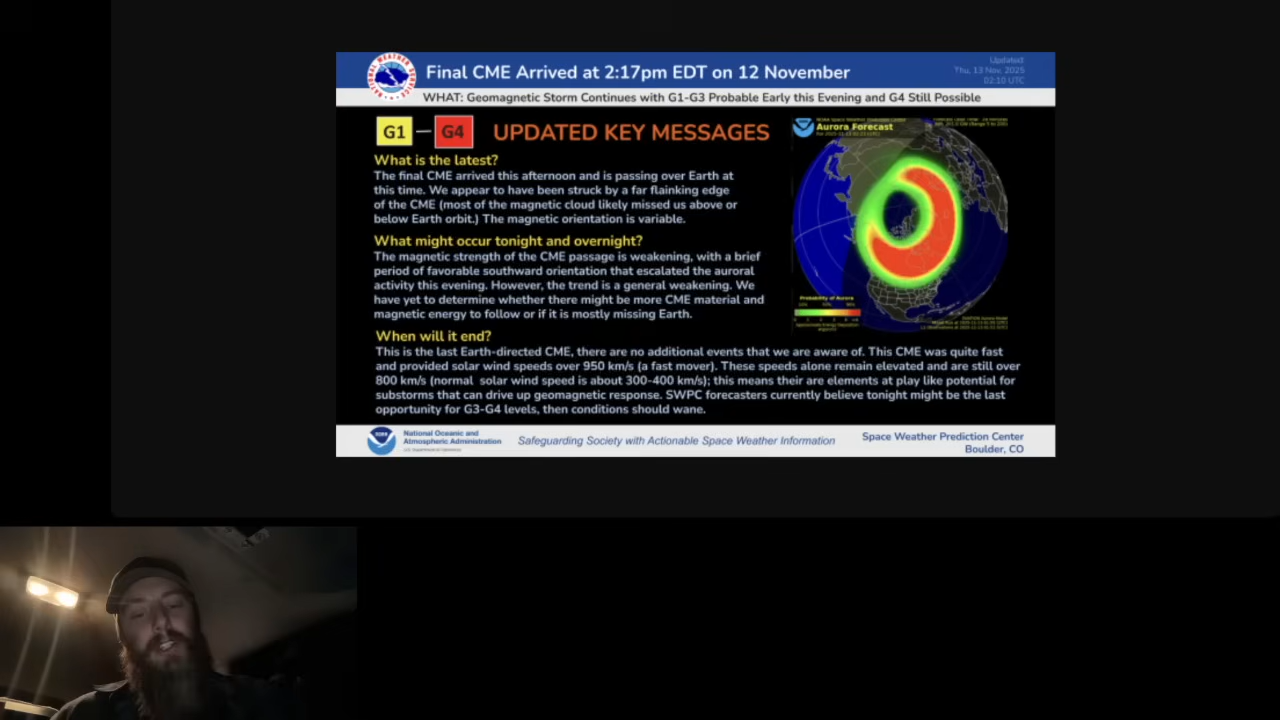 Final CME Arrived at 2:17pm EDT on 12 November
Updated
Thu, 13 Nov. 2025
02:10 UTC
WHAT: Geomagnetic Storm Continues with G1-G3 Probable Early this Evening and G4 Still Possible
G1 — G4 UPDATED KEY MESSAGES
What is the latest?
The final CME arrived this afternoon and is passing over Earth at
this time. We appear to have been struck by a far flainking edge
of the CME (most of the magnetic cloud likely missed us above or
below Earth orbit.) The magnetic orientation is variable.
What might occur tonight and overnight?
The magnetic strength of the CME passage is weakening, with a brief
period of favorable southward orientation that escalated the auroral
activity this evening. However, the trend is a general weakening. We
have yet to determine whether there might be more CME material and
magnetic energy to follow or if it is mostly missing Earth.
Aurora Forecast
Probability of Aurora
When will it end?
This is the last Earth-directed CME, there are no additional events that we are aware of. This CME was quite fast
and provided solar wind speeds over 950 km/s (a fast mover). These speeds alone remain elevated and are still over
800 km/s (normal solar wind speed is about 300-400 km/s); this means their are elements at play like potential for
substorms that can drive up geomagnetic response. SWPC forecasters currently believe tonight might be the last
opportunity for G3-G4 levels, then conditions should wane.
National Oceanic and
Atmospheric Administration
Safeguarding Society with Actionable Space Weather Information
Space Weather Prediction Center
Boulder, CO